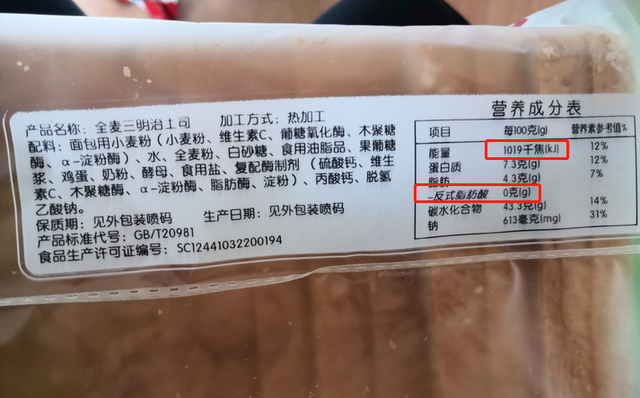 产品名称：全麦三明治土司 加工方式：热加工
配料：面包用小麦粉（小麦粉、维生素C、葡糖氧化酶、木聚糖
酶、α-淀粉酶）、水、全麦粉、白砂糖、食用油脂品、果葡糖
浆、鸡蛋、奶粉、酵母、食用盐、复配酶制剂（硫酸钙、维生
素C、木聚糖酶、α-淀粉酶、脂肪酶、淀粉）、丙酸钙、脱氢
乙酸钠。
保质期：见外包装喷码 生产日期：见外包装喷码
产品标准代号：GB/T20981
食品生产许可证编号：SC12441032200194
营养成分表
项目 每100克(g) 营养素参考值%
能量 1019千焦(kJ) 12%
蛋白质 7.3克(g) 12%
脂肪 4.3克(g) 7%
-反式脂肪酸 0克(g)
碳水化合物 43.3克(g) 14%
钠 613毫克(mg) 31%